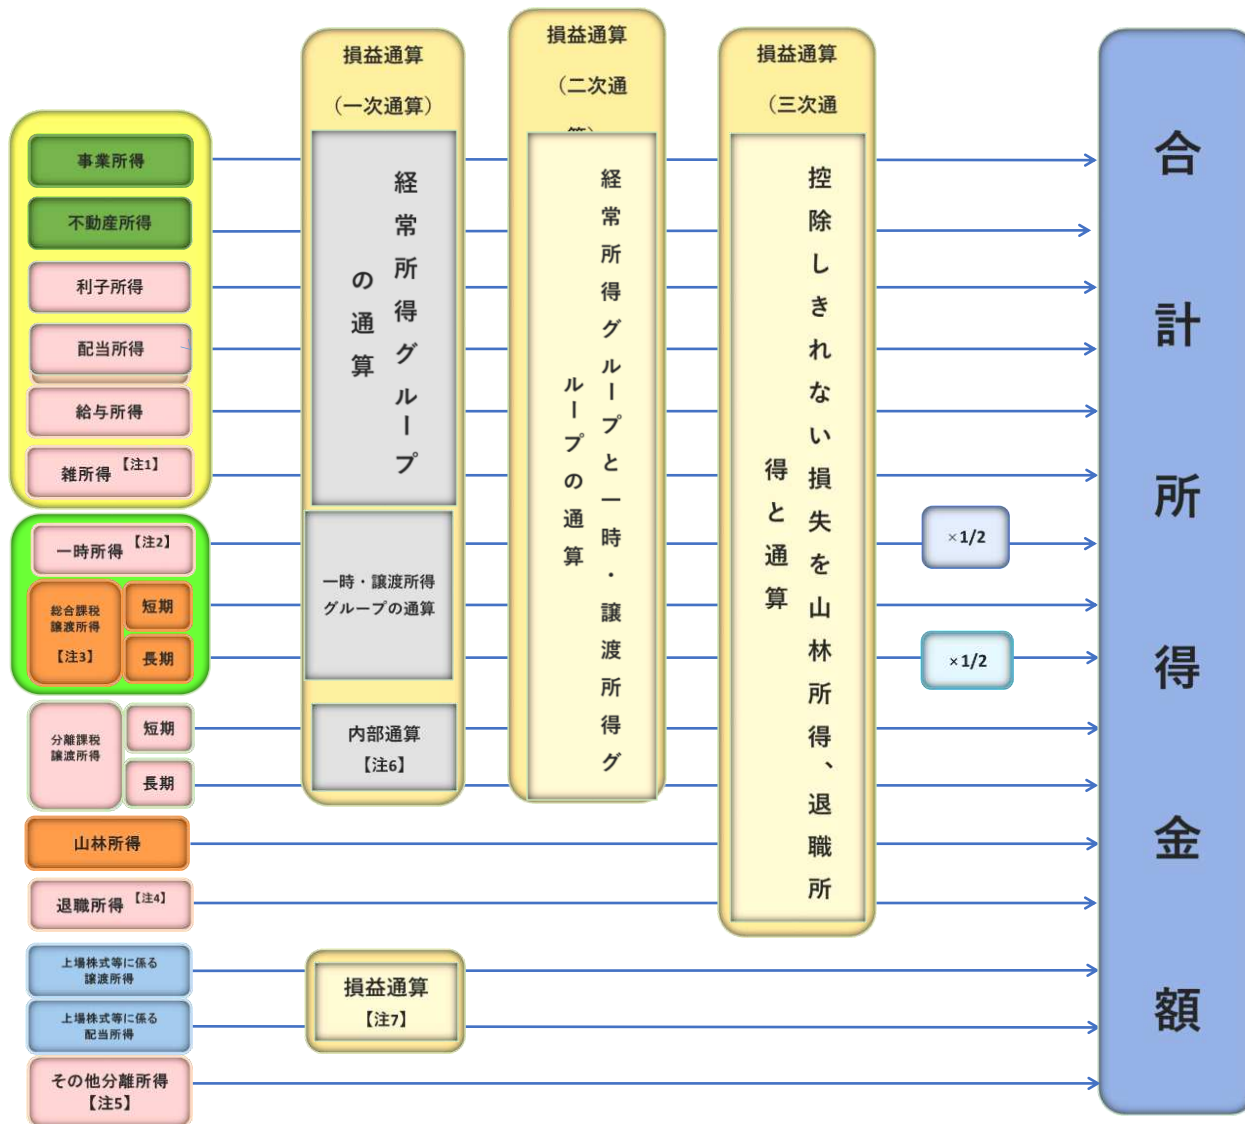 損益通算
（一次通算）
経常所得グループ
の通算
一時・譲渡所得
グループの通算
内部通算
【注6】
損益通算
（二次通
経常所得グループと一時・譲渡所得グ
ループの通算
損益通算
（三次通
控除しきれない損失を山林所得、退職所
得と通算
事業所得
不動産所得
利子所得
配当所得
給与所得
雑所得【注1】
一時所得【注2】
総合課税
譲渡所得
【注3】
短期
長期
分離課税
譲渡所得
短期
長期
山林所得
退職所得【注4】
上場株式等に係る
譲渡所得
上場株式等に係る
配当所得
その他分離所得
【注5】
損益通算
【注7】
×1/2
×1/2
合計所得金額